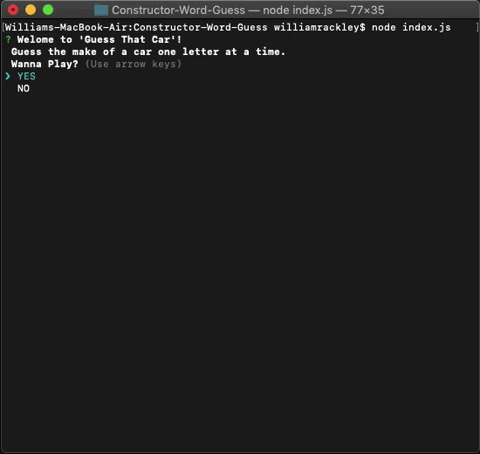 Constructor-Word-Guess — node index.js — 77×35
[Williams-MacBook-Air:Constructor-Word-Guess williamrackley$ node index.js ]
? Welome to 'Guess That Car'!
Guess the make of a car one letter at a time.
Wanna Play? (Use arrow keys)
❯ YES
NO